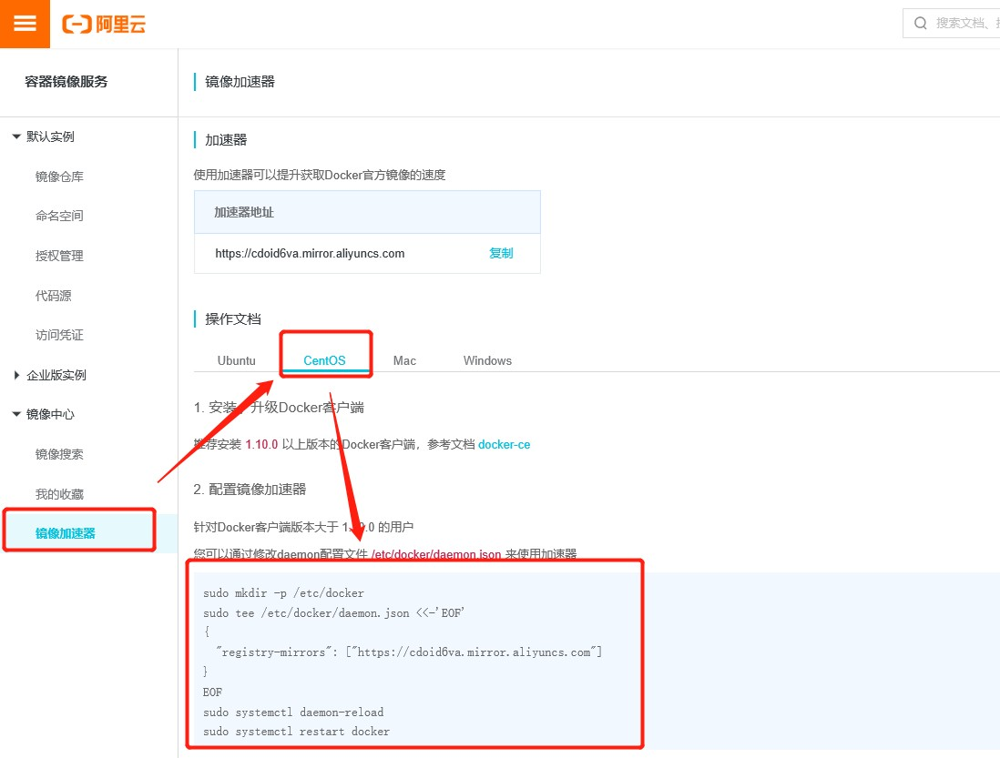 阿里云
搜索文档、
容器镜像服务
镜像加速器
默认实例
镜像仓库
命名空间
授权管理
代码源
访问凭证
企业版实例
镜像中心
镜像搜索
我的收藏
镜像加速器
加速器
使用加速器可以提升获取Docker官方镜像的速度
加速器地址
https://cdoid6va.mirror.aliyuncs.com 复制
操作文档
Ubuntu CentOS Mac Windows
1. 安装 升级Docker客户端
推荐安装 1.10.0 以上版本的Docker客户端，参考文档 docker-ce
2. 配置镜像加速器
针对Docker客户端版本大于 1.10.0 的用户
您可以通过修改daemon配置文件 /etc/docker/daemon.json 来使用加速器
sudo mkdir -p /etc/docker
sudo tee /etc/docker/daemon.json <<-'EOF'
{
  "registry-mirrors": ["https://cdoid6va.mirror.aliyuncs.com"]
}
EOF
sudo systemctl daemon-reload
sudo systemctl restart docker